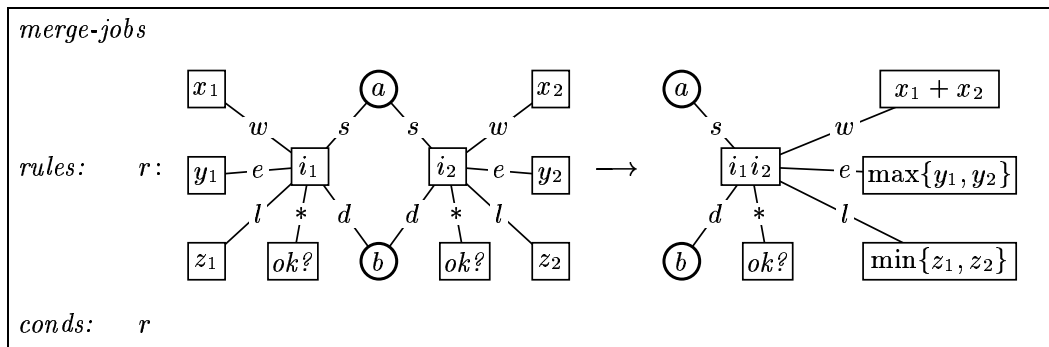 merge-jobs
x₁ a x₂ a x₁ + x₂
w s s w s w
rules: r: y₁ e i₁ i₂ e y₂ → i₁i₂ e max{y₁, y₂}
l * d d * l d * l
z₁ ok? b ok? z₂ b ok? min{z₁, z₂}
conds: r